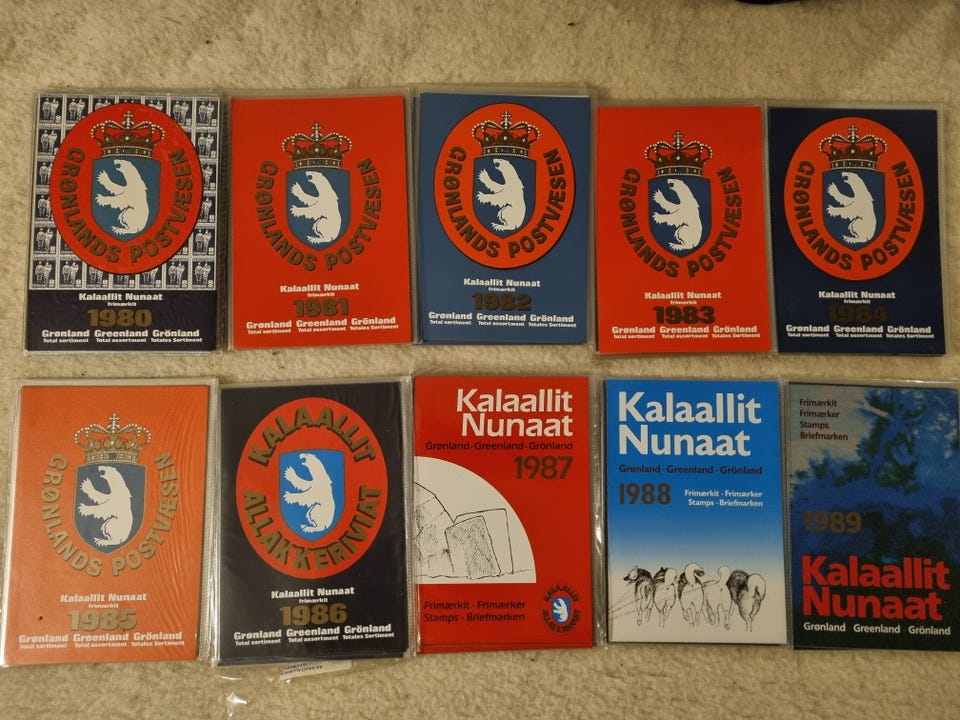 GRØNLANDS POSTVÆSEN
Kalaallit Nunaat
frimærkit
1980
Grønland Greenland Grönland
Total sortiment Total assortment Totales Sortiment
GRØNLANDS POSTVÆSEN
Kalaallit Nunaat
frimærkit
1981
Grønland Greenland Grönland
Total sortiment Total assortment Totales Sortiment
GRØNLANDS POSTVÆSEN
Kalaallit Nunaat
frimærkit
1982
Grønland Greenland Grönland
Total sortiment Total assortment Totales Sortiment
GRØNLANDS POSTVÆSEN
Kalaallit Nunaat
frimærkit
1983
Grønland Greenland Grönland
Total sortiment Total assortment Totales Sortiment
GRØNLANDS POSTVÆSEN
Kalaallit Nunaat
frimærkit
1984
Grønland Greenland Grönland
Total sortiment Total assortment Totales Sortiment
GRØNLANDS POSTVÆSEN
Kalaallit Nunaat
frimærkit
1985
Grønland Greenland Grönland
Total sortiment Total assortment Totales Sortiment
KALAALLIT
ALLAKKERIVIAT
Kalaallit Nunaat
frimærkit
1986
Grønland Greenland Grönland
Total sortiment Total assortment Totales Sortiment
Kalaallit
Nunaat
Grønland · Greenland · Grönland
1987
Frimærkit · Frimærker
Stamps · Briefmarken
KALAALLIT
ALLAKKERIVIAT
Kalaallit
Nunaat
Grønland · Greenland · Grönland
1988
Frimærkit · Frimærker
Stamps · Briefmarken
Frimærkit
Frimærker
Stamps
Briefmarken
1989
Kalaallit
Nunaat
Grønland · Greenland · Grönland